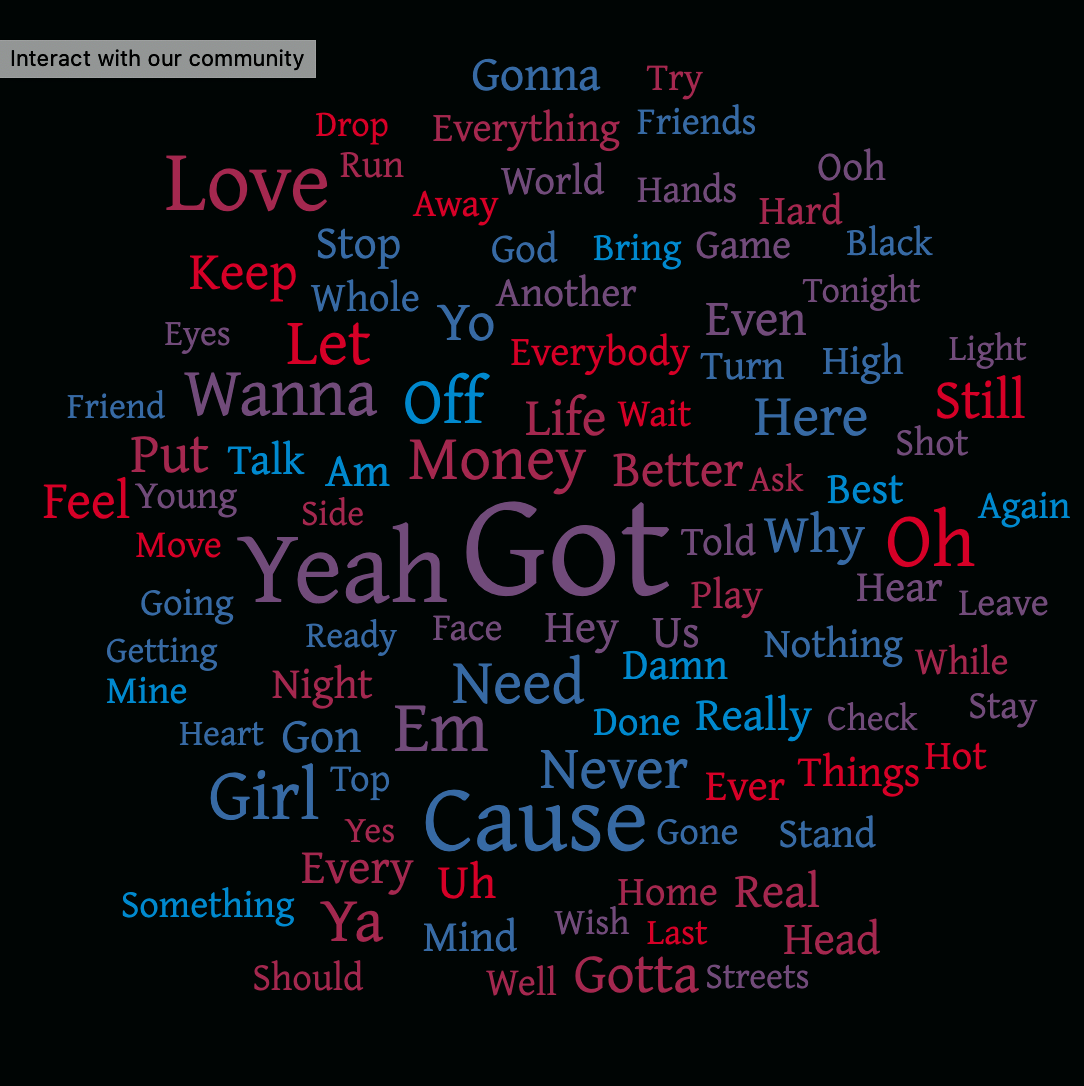 Interact with our community
Gonna Try
Drop Everything Friends
Love Run World Hands Ooh
Away Hard
Stop God Bring Game Black
Keep Whole Another Tonight
Eyes Let Yo Everybody Even Light
Turn High
Friend Wanna Off Life Wait Here Still
Put Talk Am Money Better Ask Shot
Feel Young Side Best Again
Move Yeah Got Told Why Oh
Going Play Hear Leave
Getting Ready Face Hey Us Nothing While
Mine Night Need Damn
Heart Gon Em Done Really Check Stay
Girl Top Never Ever Things Hot
Yes Cause Gone Stand
Every Uh Home Real
Something Ya Mind Wish Last Head
Should Well Gotta Streets